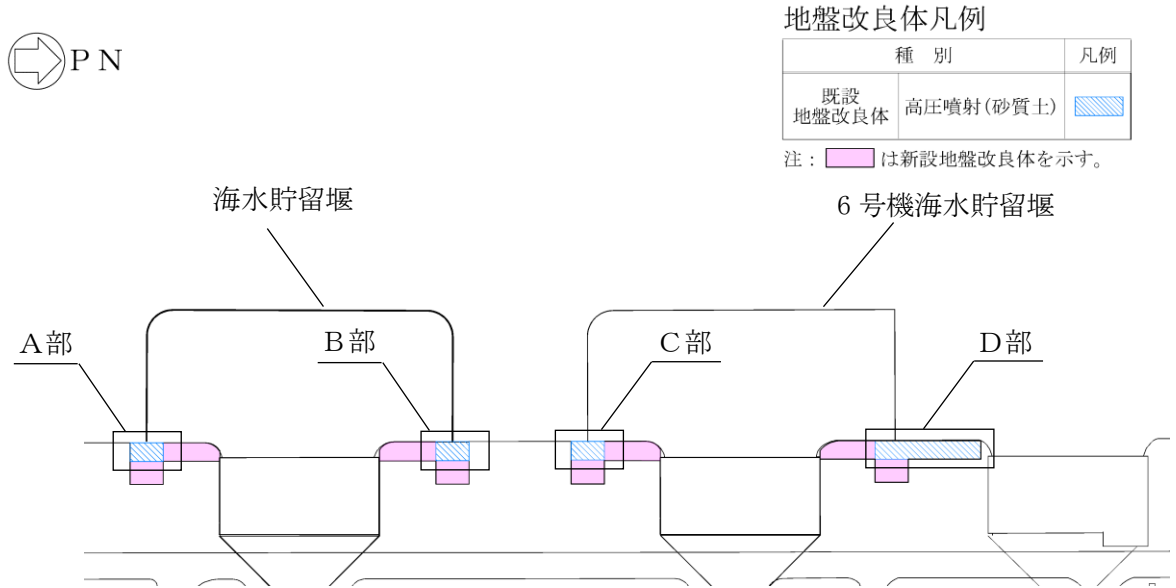 地盤改良体凡例
種 別 凡例
既設
地盤改良体 高圧噴射(砂質土)
注： は新設地盤改良体を示す。
ＰＮ
海水貯留堰
６号機海水貯留堰
Ａ部
Ｂ部
Ｃ部
Ｄ部